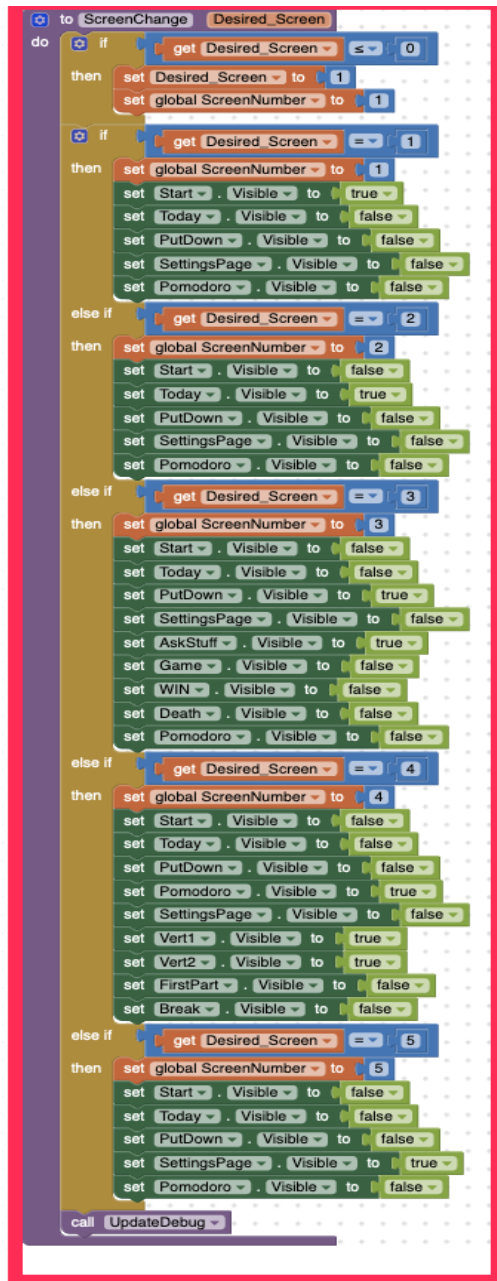 to ScreenChange Desired_Screen
do if get Desired_Screen ≤ 0
then set Desired_Screen to 1
set global ScreenNumber to 1
if get Desired_Screen = 1
then set global ScreenNumber to 1
set Start . Visible to true
set Today . Visible to false
set PutDown . Visible to false
set SettingsPage . Visible to false
set Pomodoro . Visible to false
else if get Desired_Screen = 2
then set global ScreenNumber to 2
set Start . Visible to false
set Today . Visible to true
set PutDown . Visible to false
set SettingsPage . Visible to false
set Pomodoro . Visible to false
else if get Desired_Screen = 3
then set global ScreenNumber to 3
set Start . Visible to false
set Today . Visible to false
set PutDown . Visible to true
set SettingsPage . Visible to false
set AskStuff . Visible to true
set Game . Visible to false
set WIN . Visible to false
set Death . Visible to false
set Pomodoro . Visible to false
else if get Desired_Screen = 4
then set global ScreenNumber to 4
set Start . Visible to false
set Today . Visible to false
set PutDown . Visible to false
set Pomodoro . Visible to true
set SettingsPage . Visible to false
set Vert1 . Visible to true
set Vert2 . Visible to true
set FirstPart . Visible to false
set Break . Visible to false
else if get Desired_Screen = 5
then set global ScreenNumber to 5
set Start . Visible to false
set Today . Visible to false
set PutDown . Visible to false
set SettingsPage . Visible to true
set Pomodoro . Visible to false
call UpdateDebug